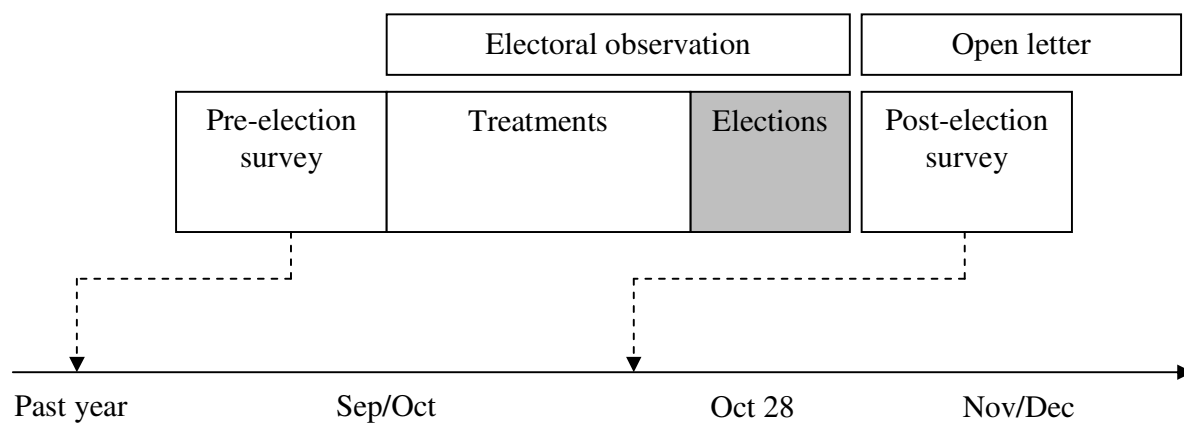 Electoral observation
Open letter
Pre-election
survey
Treatments
Elections
Post-election
survey
Past year
Sep/Oct
Oct 28
Nov/Dec